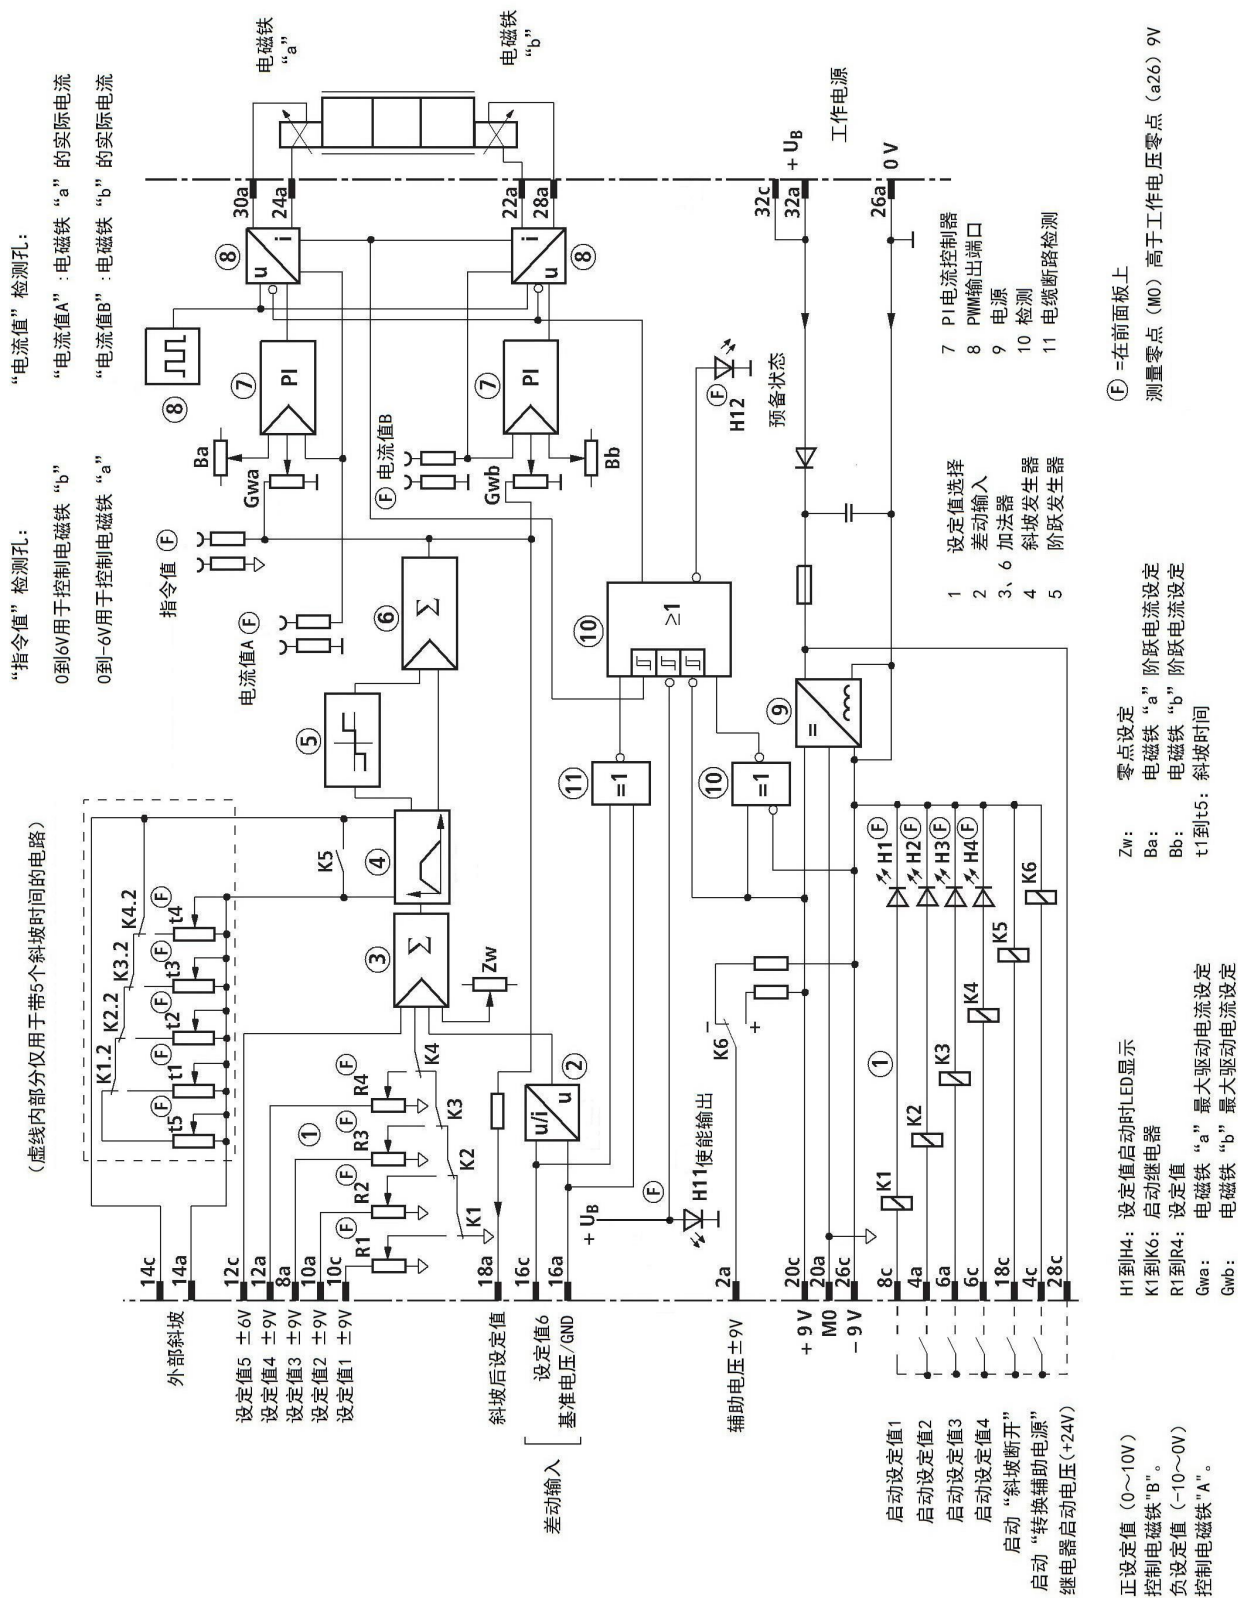 (虚线内部分仅用于带5个斜坡时间的电路)
“指令值”检测孔:
0到6V用于控制电磁铁“b”
0到-6V用于控制电磁铁“a”
“电流值”检测孔:
“电流值A”:电磁铁“a”的实际电流
“电流值B”:电磁铁“b”的实际电流
外部斜坡
14c
14a
K1.2
K2.2
K3.2
K4.2
t5
F
t1
F
t2
F
t3
F
t4
F
K5
设定值5 ±6V
12c
设定值4 ±9V
12a
设定值3 ±9V
8a
设定值2 ±9V
10a
设定值1 ±9V
10c
R1
F
R2
F
R3
F
R4
F
1
K1
K2
K3
K4
3
Σ
4
5
6
Σ
Zw
指令值
F
电流值A
F
8
Ba
Gwa
7
PI
8
u
i
30a
24a
电磁铁
“a”
F
电流值B
Gwb
Bb
7
PI
u
i
8
22a
28a
电磁铁
“b”
斜坡后设定值
18a
差动输入
设定值6
16c
基准电压/GND
16a
u/i
u
2
+ UB
F
H11使能输出
11
=1
10
=1
10
≥1
F
H12
预备状态
辅助电压±9V
2a
K6
−
+
+ 9 V
20c
M0
20a
− 9V
26c
9
=
32c
32a
+ UB
工作电源
26a
0 V
启动设定值1
8c
启动设定值2
4a
启动设定值3
6a
启动设定值4
6c
启动“斜坡断开”
18c
启动“转换辅助电源”
4c
继电器启动电压(+24V)
28c
K1
K2
K3
K4
K5
K6
1
H1
F
H2
F
H3
F
H4
F
1 设定值选择
2 差动输入
3、6 加法器
4 斜坡发生器
5 阶跃发生器
7 PI电流控制器
8 PWM输出端口
9 电源
10 检测
11 电缆断路检测
正设定值(0~10V)
控制电磁铁"B"。
负设定值(-10~0V)
控制电磁铁"A"。
H1到H4: 设定值启动时LED显示
K1到K6: 启动继电器
R1到R4: 设定值
Gwa: 电磁铁“a”最大驱动电流设定
Gwb: 电磁铁“b”最大驱动电流设定
Zw: 零点设定
Ba: 电磁铁“a”阶跃电流设定
Bb: 电磁铁“b”阶跃电流设定
t1到t5: 斜坡时间
F =在前面板上
测量零点(M0)高于工作电压零点(a26)9V